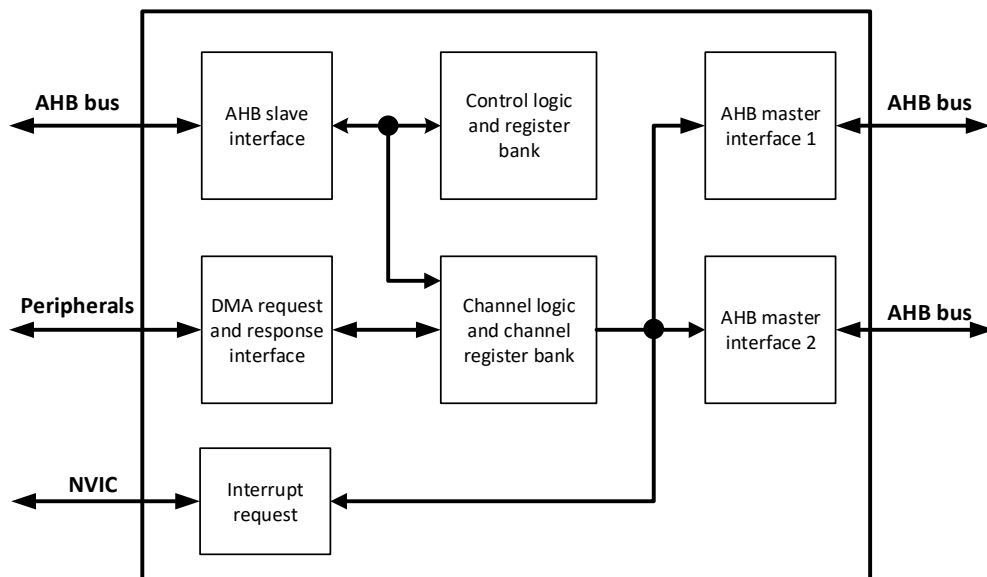 AHB bus
AHB slave
interface
Control logic
and register
bank
AHB master
interface 1
AHB bus
Peripherals
DMA request
and response
interface
Channel logic
and channel
register bank
AHB master
interface 2
AHB bus
NVIC
Interrupt
request